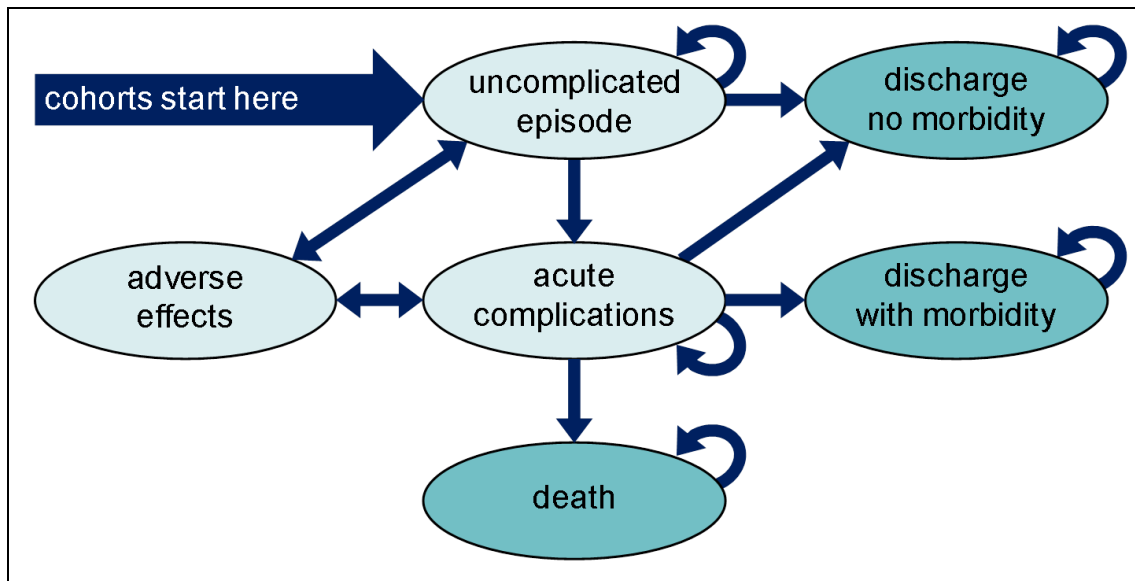 cohorts start here
uncomplicated
episode
discharge
no morbidity
adverse
effects
acute
complications
discharge
with morbidity
death